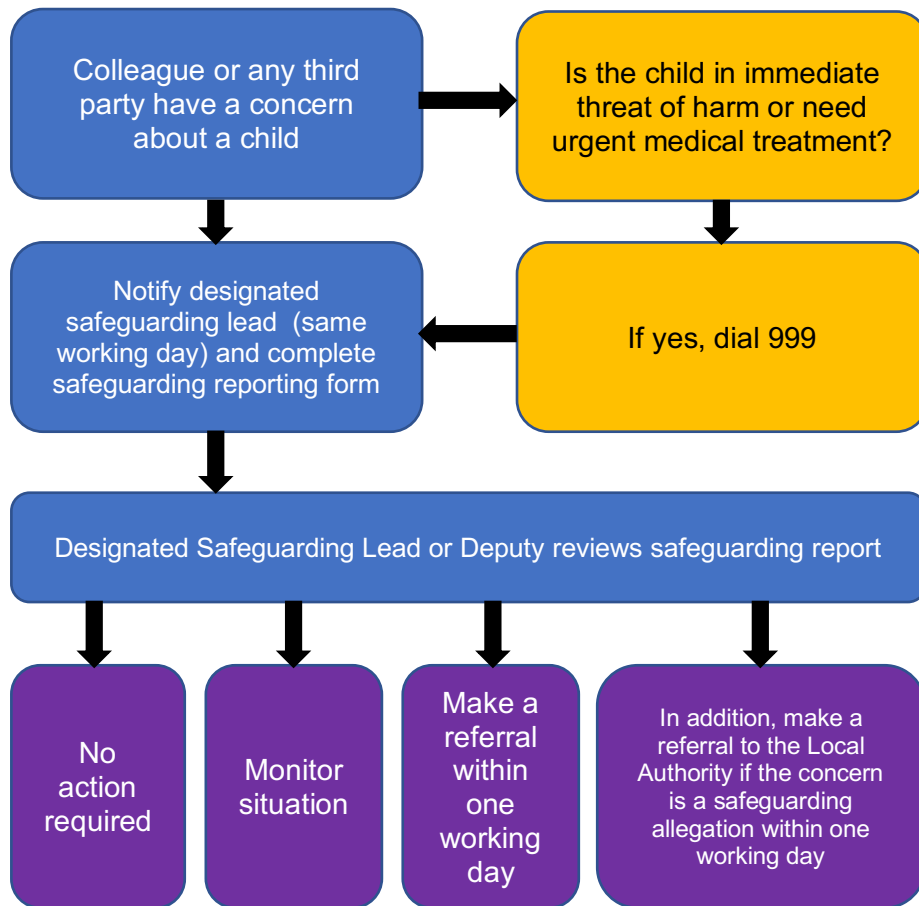 Colleague or any third
party have a concern
about a child
Is the child in immediate
threat of harm or need
urgent medical treatment?
Notify designated
safeguarding lead (same
working day) and complete
safeguarding reporting form
If yes, dial 999
Designated Safeguarding Lead or Deputy reviews safeguarding report
No
action
required
Monitor
situation
Make a
referral
within
one
working
day
In addition, make a
referral to the Local
Authority if the concern
is a safeguarding
allegation within one
working day